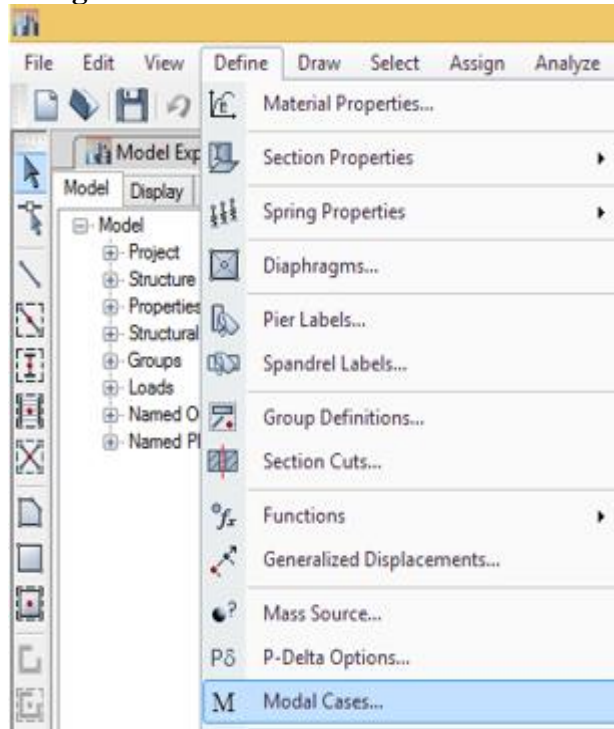 File Edit View Define Draw Select Assign Analyze
Model Exp
Model Display
Model
Project
Structure
Properties
Structural
Groups
Loads
Named O
Named Pl
Material Properties...
Section Properties
Spring Properties
Diaphragms...
Pier Labels...
Spandrel Labels...
Group Definitions...
Section Cuts...
Functions
Generalized Displacements...
Mass Source...
Pδ P-Delta Options...
M Modal Cases...